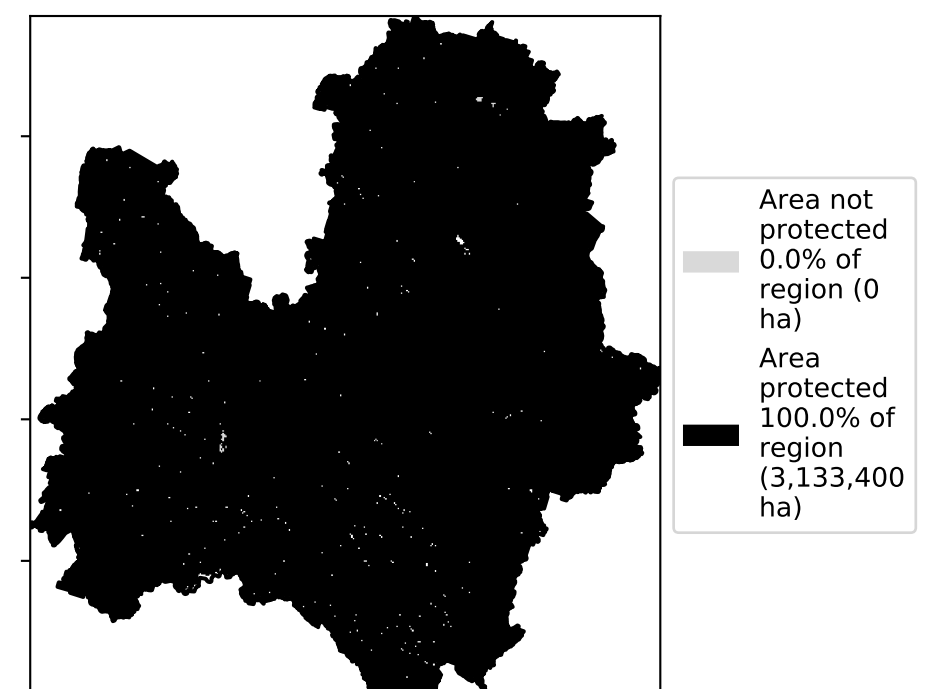 Area not
protected
0.0% of
region (0
ha)
Area
protected
100.0% of
region
(3,133,400
ha)